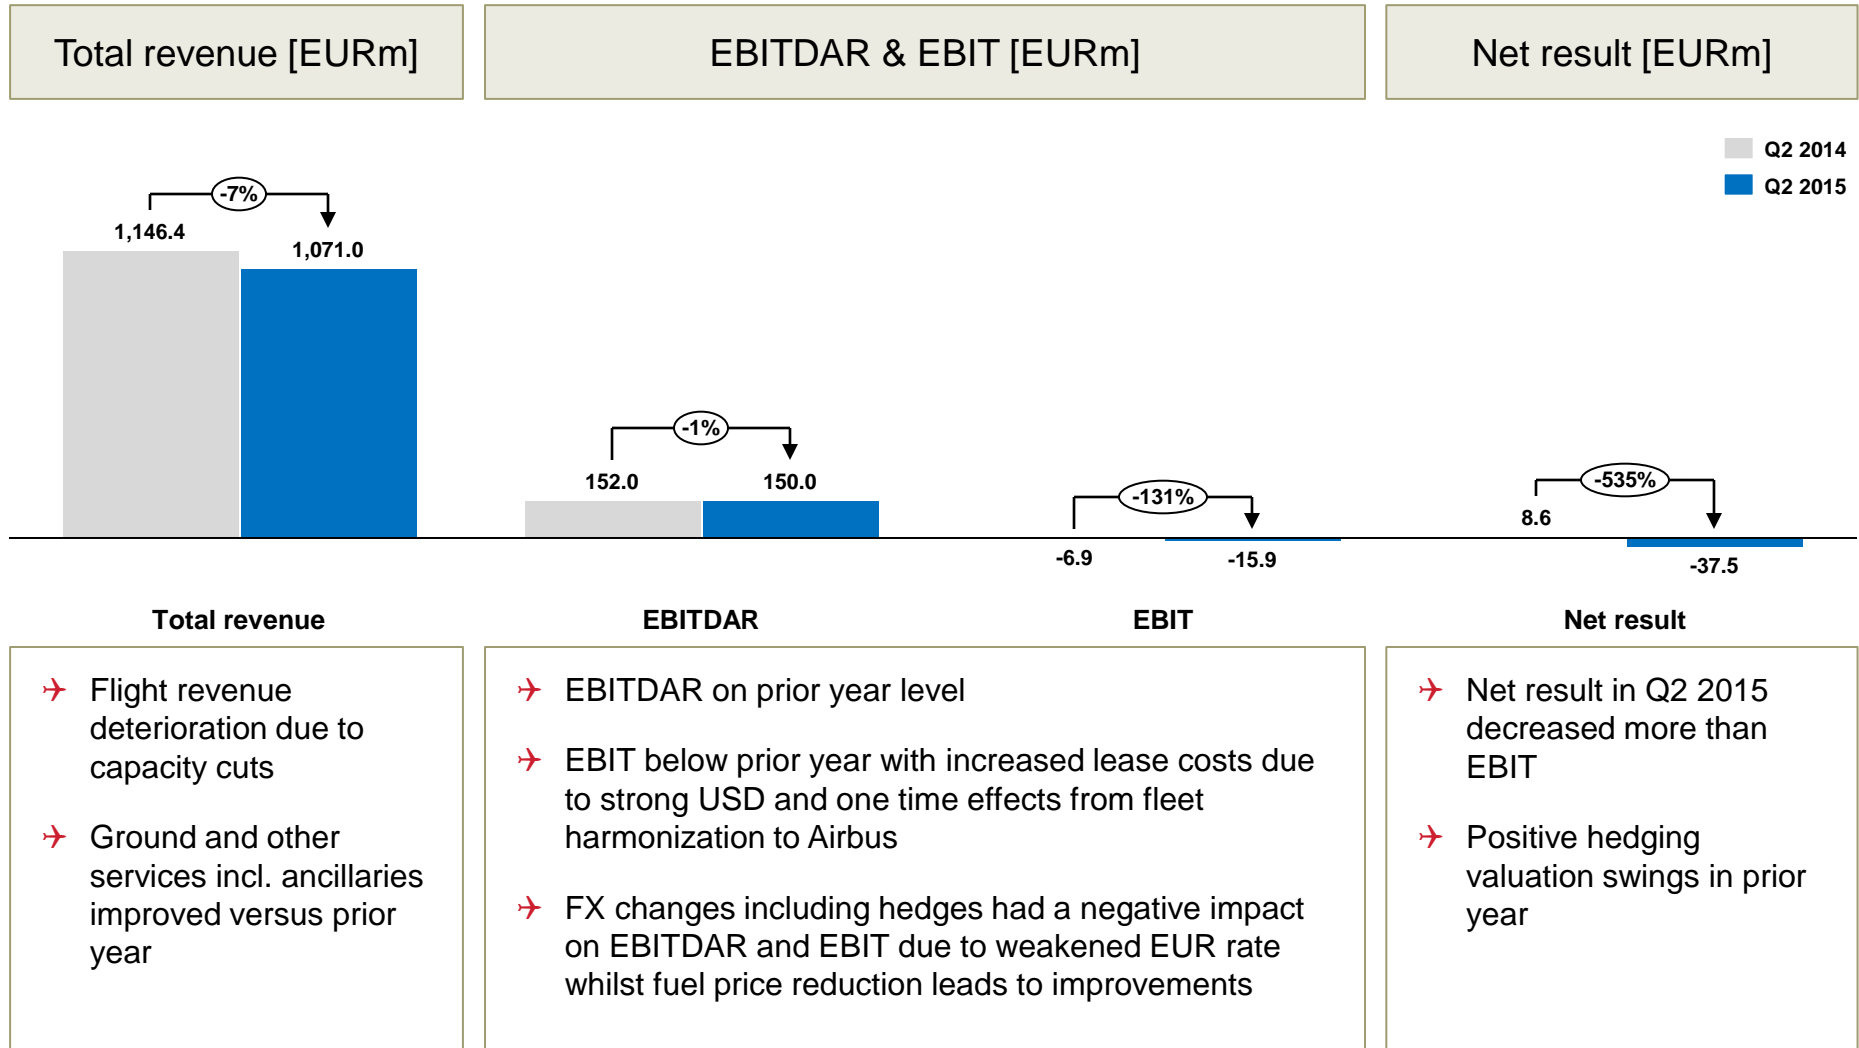 Total revenue [EURm]
EBITDAR & EBIT [EURm]
Net result [EURm]
Q2 2014
Q2 2015
-7%
1,146.4
1,071.0
-1%
152.0
150.0
-131%
-6.9
-15.9
-535%
8.6
-37.5
Total revenue
EBITDAR
EBIT
Net result
Flight revenue
deterioration due to
capacity cuts
Ground and other
services incl. ancillaries
improved versus prior
year
EBITDAR on prior year level
EBIT below prior year with increased lease costs due
to strong USD and one time effects from fleet
harmonization to Airbus
FX changes including hedges had a negative impact
on EBITDAR and EBIT due to weakened EUR rate
whilst fuel price reduction leads to improvements
Net result in Q2 2015
decreased more than
EBIT
Positive hedging
valuation swings in prior
year